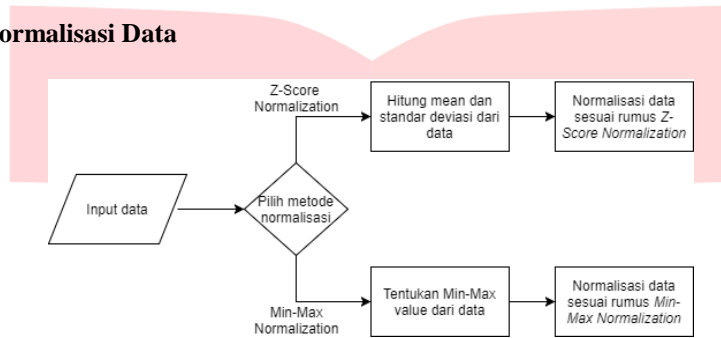 ormalisasi Data
Z-Score
Normalization
Hitung mean dan
standar deviasi dari
data
Normalisasi data
sesuai rumus Z-
Score Normalization
Input data
Pilih metode
normalisasi
Min-Max
Normalization
Tentukan Min-Max
value dari data
Normalisasi data
sesuai rumus Min-
Max Normalization